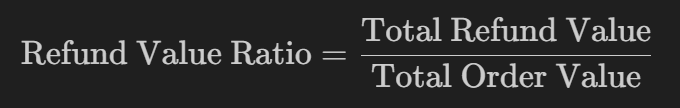 Refund Value Ratio = Total Refund Value / Total Order Value